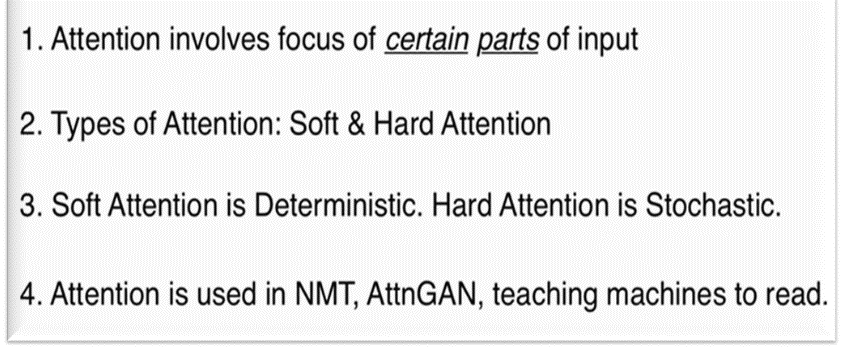 1. Attention involves focus of certain parts of input
2. Types of Attention: Soft & Hard Attention
3. Soft Attention is Deterministic. Hard Attention is Stochastic.
4. Attention is used in NMT, AttnGAN, teaching machines to read.